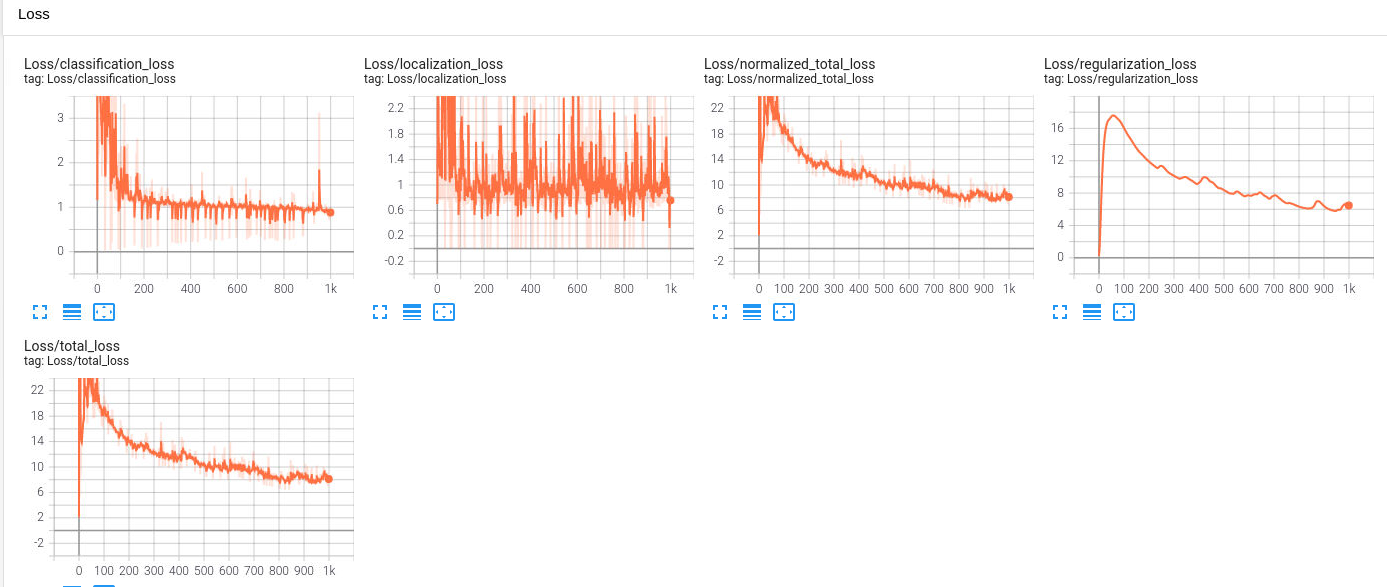 Loss
Loss/classification_loss
tag: Loss/classification_loss
3
2
1
0
0 200 400 600 800 1k
Loss/localization_loss
tag: Loss/localization_loss
2.2
1.8
1.4
1
0.6
0.2
-0.2
0 200 400 600 800 1k
Loss/normalized_total_loss
tag: Loss/normalized_total_loss
22
18
14
10
6
2
-2
0 100 200 300 400 500 600 700 800 900 1k
Loss/regularization_loss
tag: Loss/regularization_loss
16
12
8
4
0
0 100 200 300 400 500 600 700 800 900 1k
Loss/total_loss
tag: Loss/total_loss
22
18
14
10
6
2
-2
0 100 200 300 400 500 600 700 800 900 1k